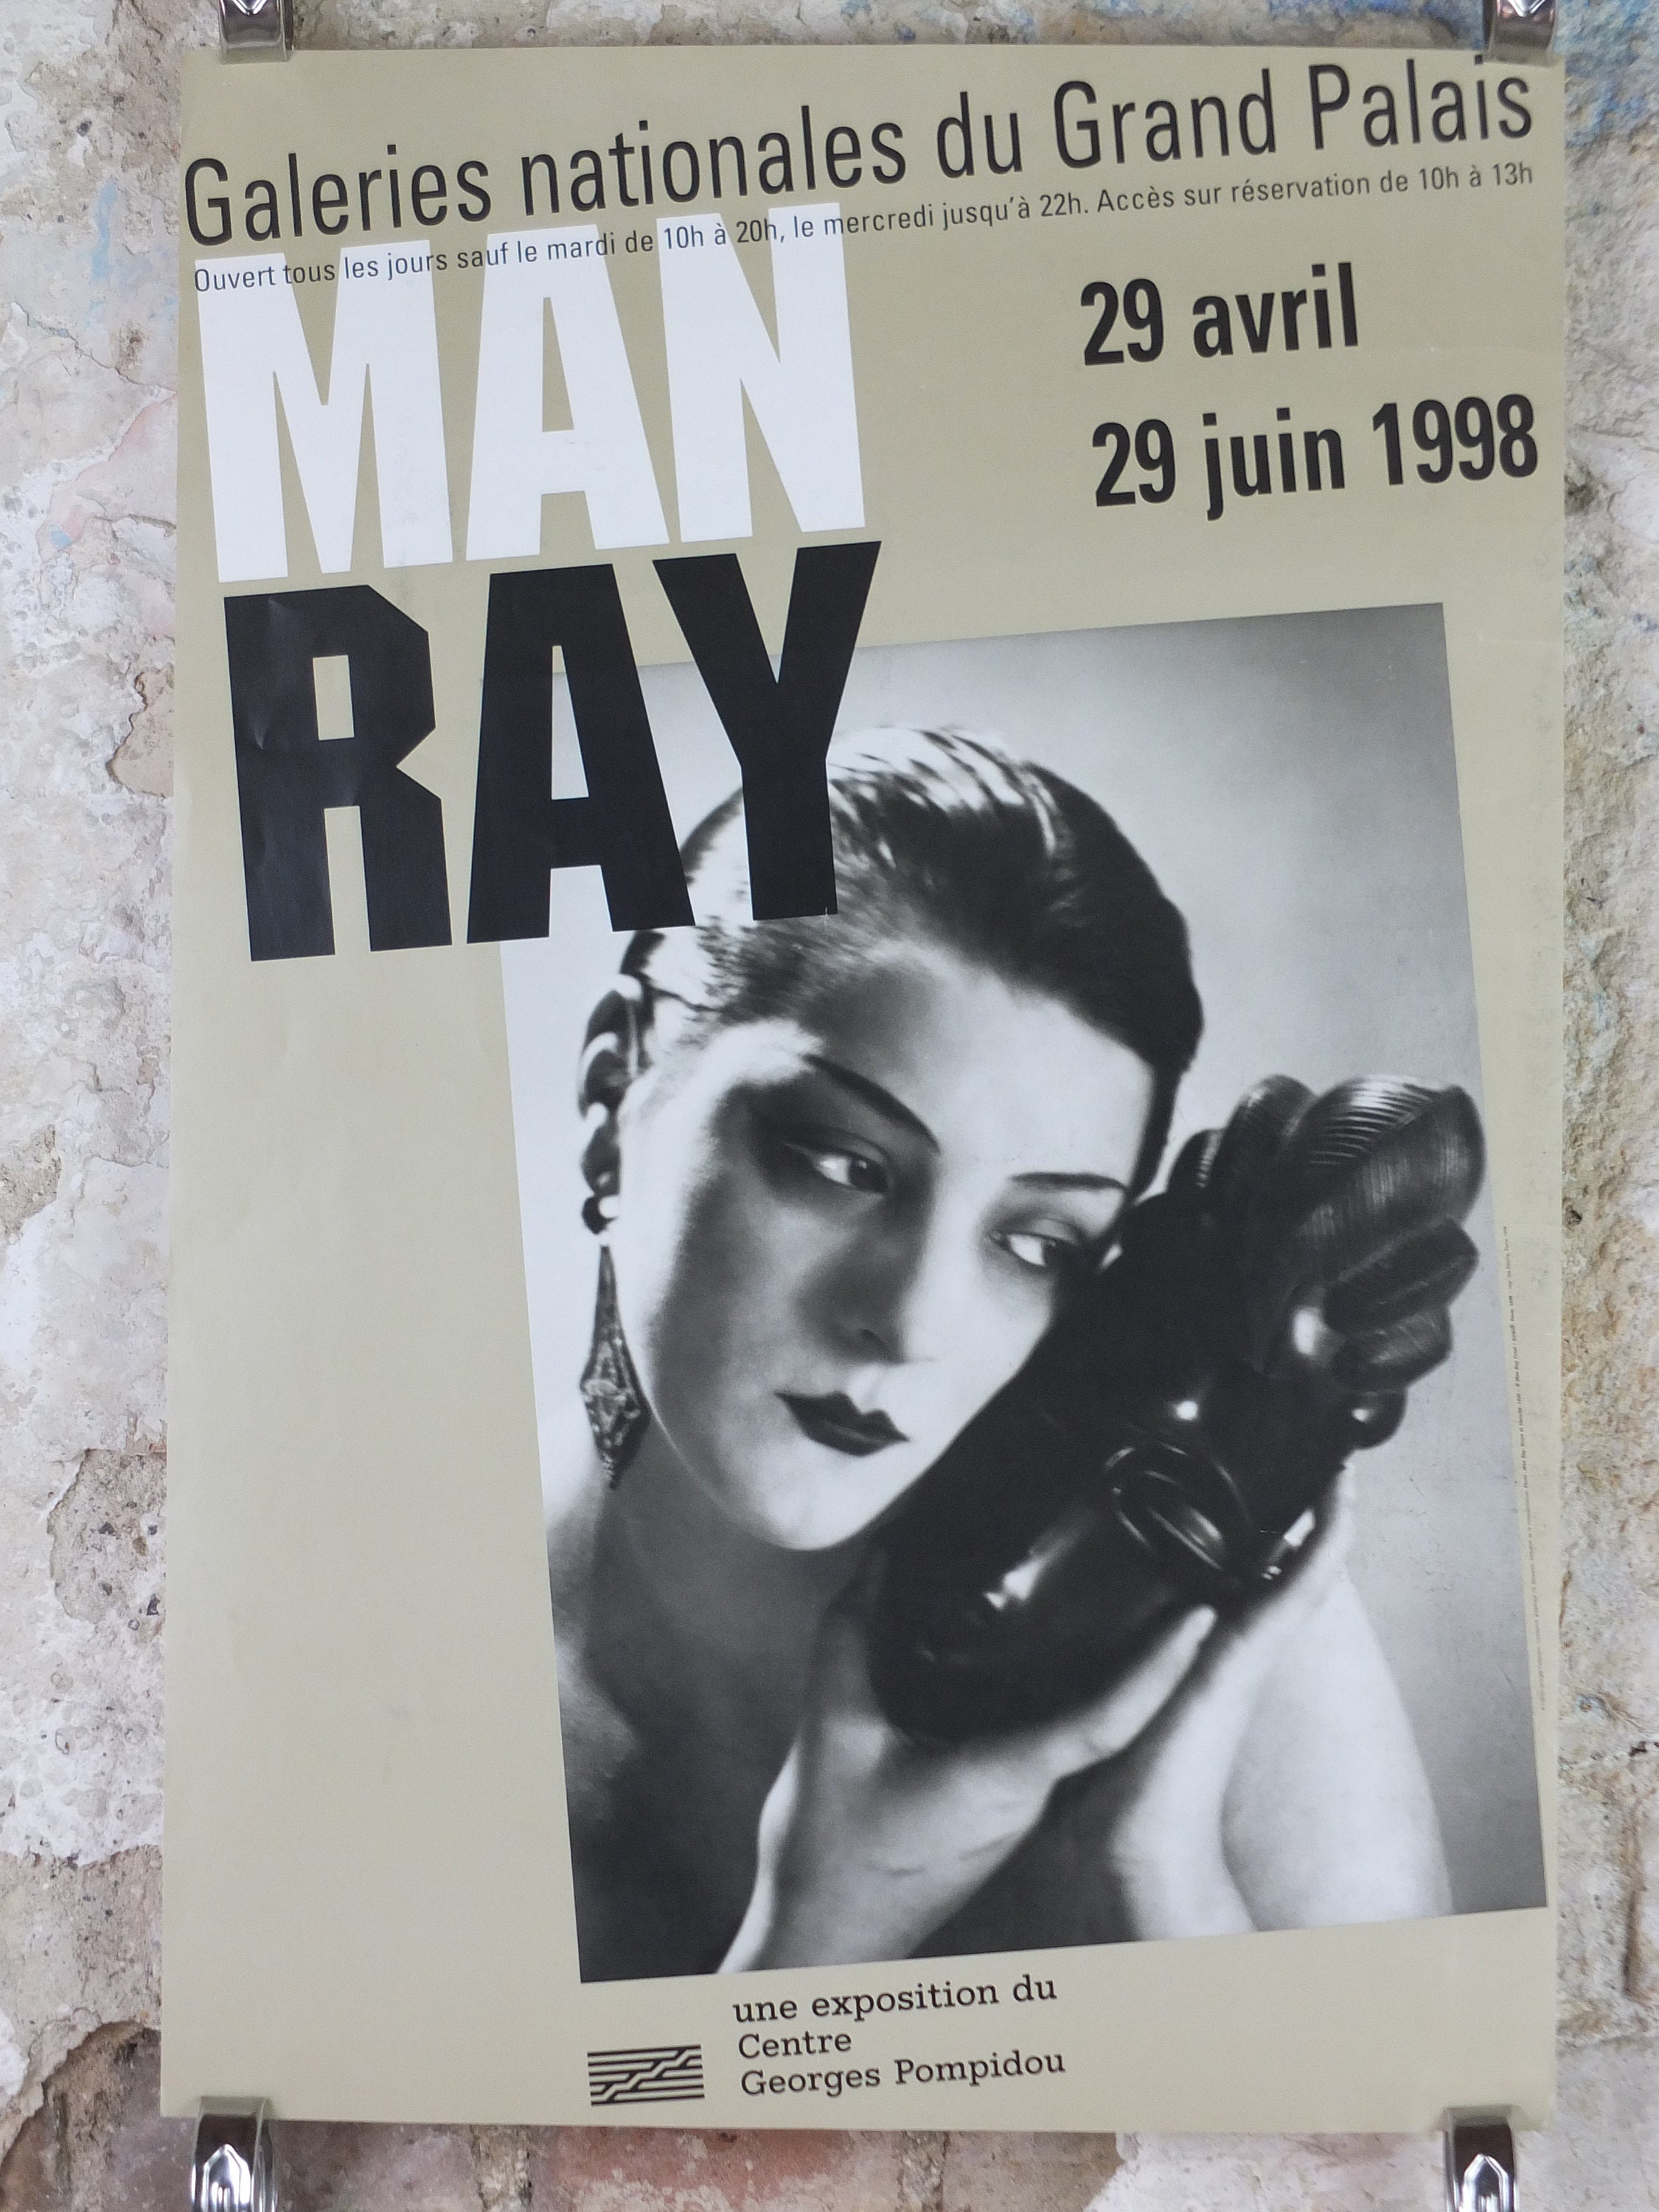 Galeries nationales du Grand Palais
Ouvert tous les jours sauf le mardi de 10h à 20h, le mercredi jusqu'à 22h. Accès sur réservation de 10h à 13h
MAN
RAY
29 avril
29 juin 1998
une exposition du
Centre
Georges Pompidou